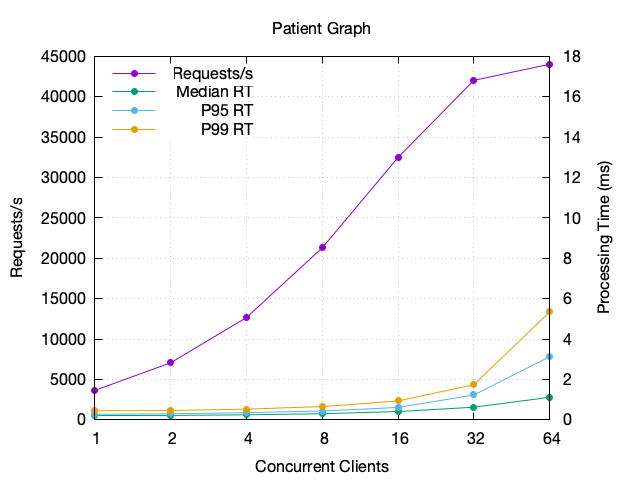 Patient Graph
Requests/s
Median RT
P95 RT
P99 RT
45000
40000
35000
30000
25000
20000
15000
10000
5000
0
18
16
14
12
10
8
6
4
2
0
Requests/s
Processing Time (ms)
1 2 4 8 16 32 64
Concurrent Clients